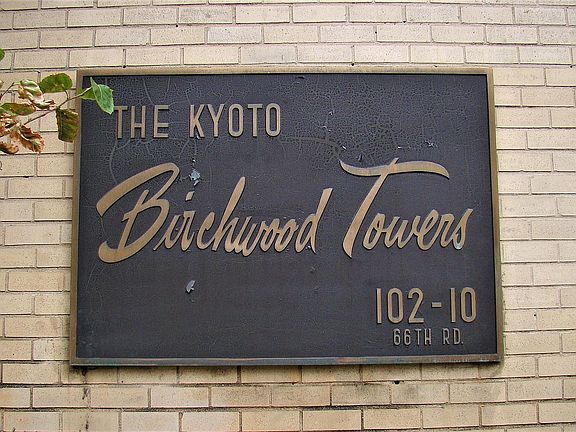 THE KYOTO
Birchwood Towers
102-10
66TH RD.